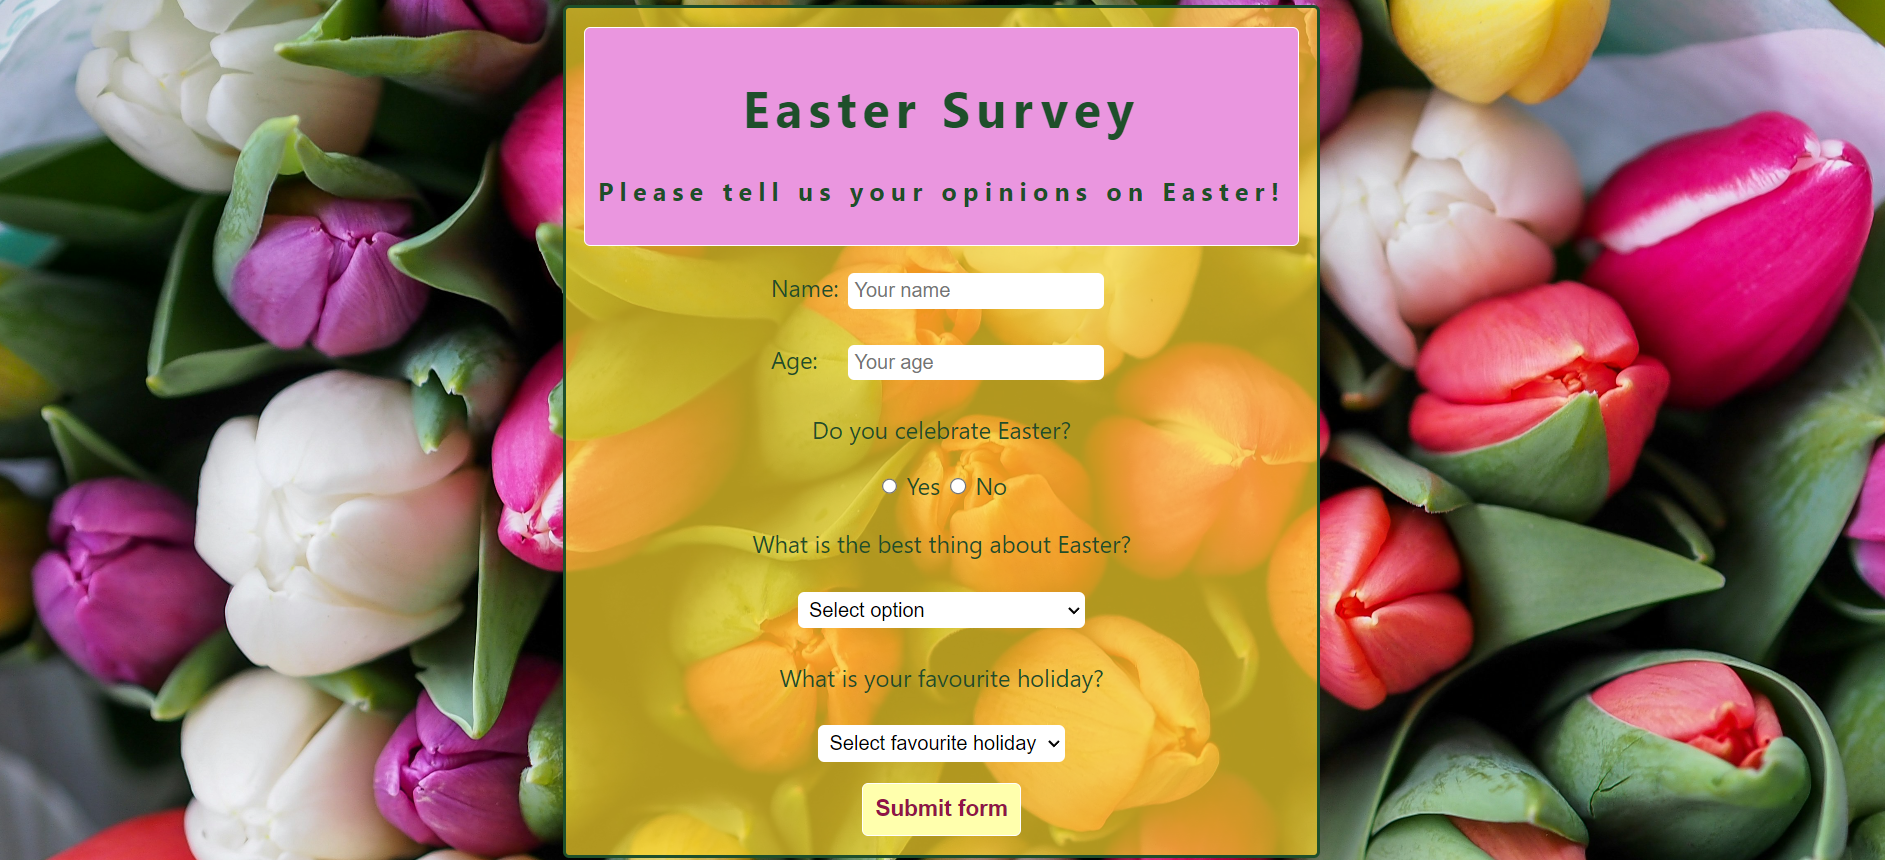 Easter Survey
Please tell us your opinions on Easter!
Name: Your name
Age: Your age
Do you celebrate Easter?
Yes No
What is the best thing about Easter?
Select option
What is your favourite holiday?
Select favourite holiday
Submit form